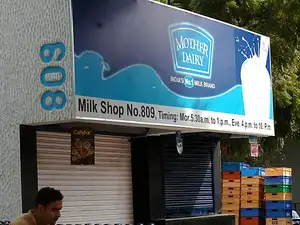 809
MOTHER
DAIRY
INDIA'S No.1 MILK BRAND
Milk Shop No.809, Timing: Mor.5.30a.m. to 1.p.m., Eve. 4 p.m. to 10. P.m.